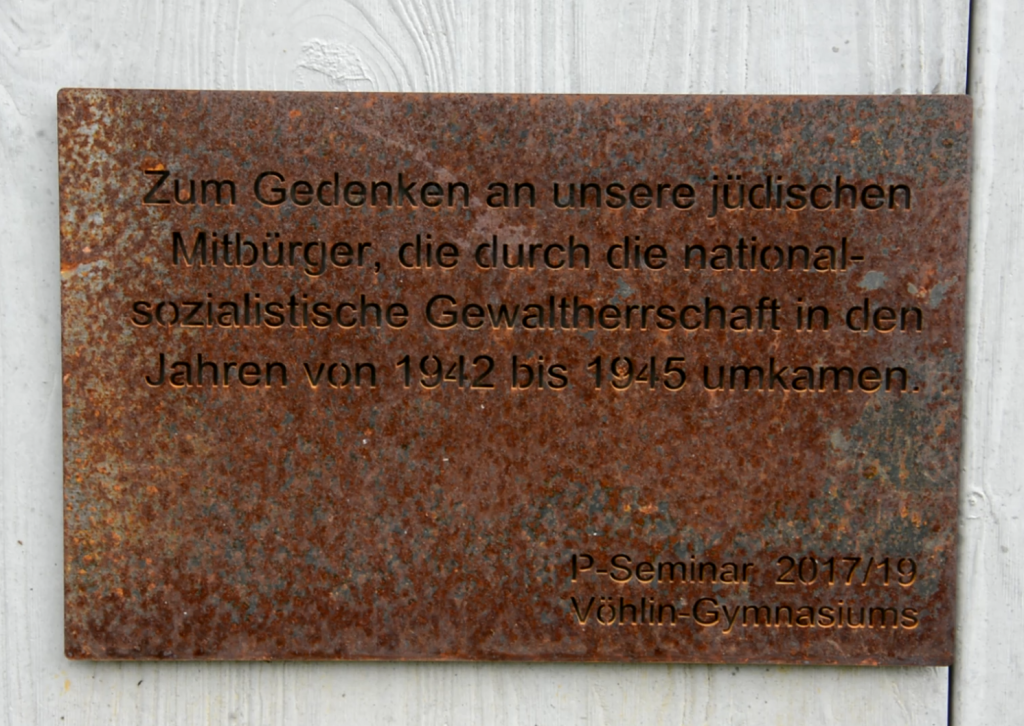 Zum Gedenken an unsere jüdischen
Mitbürger, die durch die national-
sozialistische Gewaltherrschaft in den
Jahren von 1942 bis 1945 umkamen.
P-Seminar 2017/19
Vöhlin-Gymnasiums